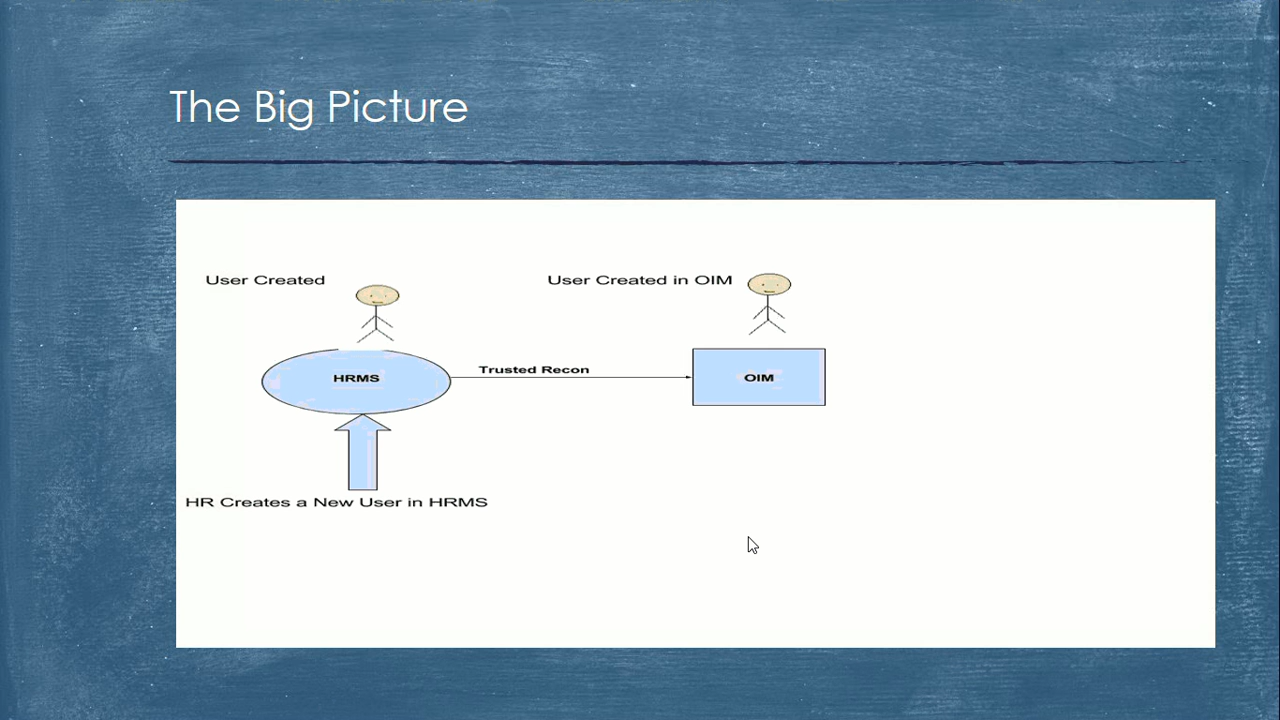 The Big Picture
User Created
User Created in OIM
HRMS
Trusted Recon
OIM
HR Creates a New User in HRMS